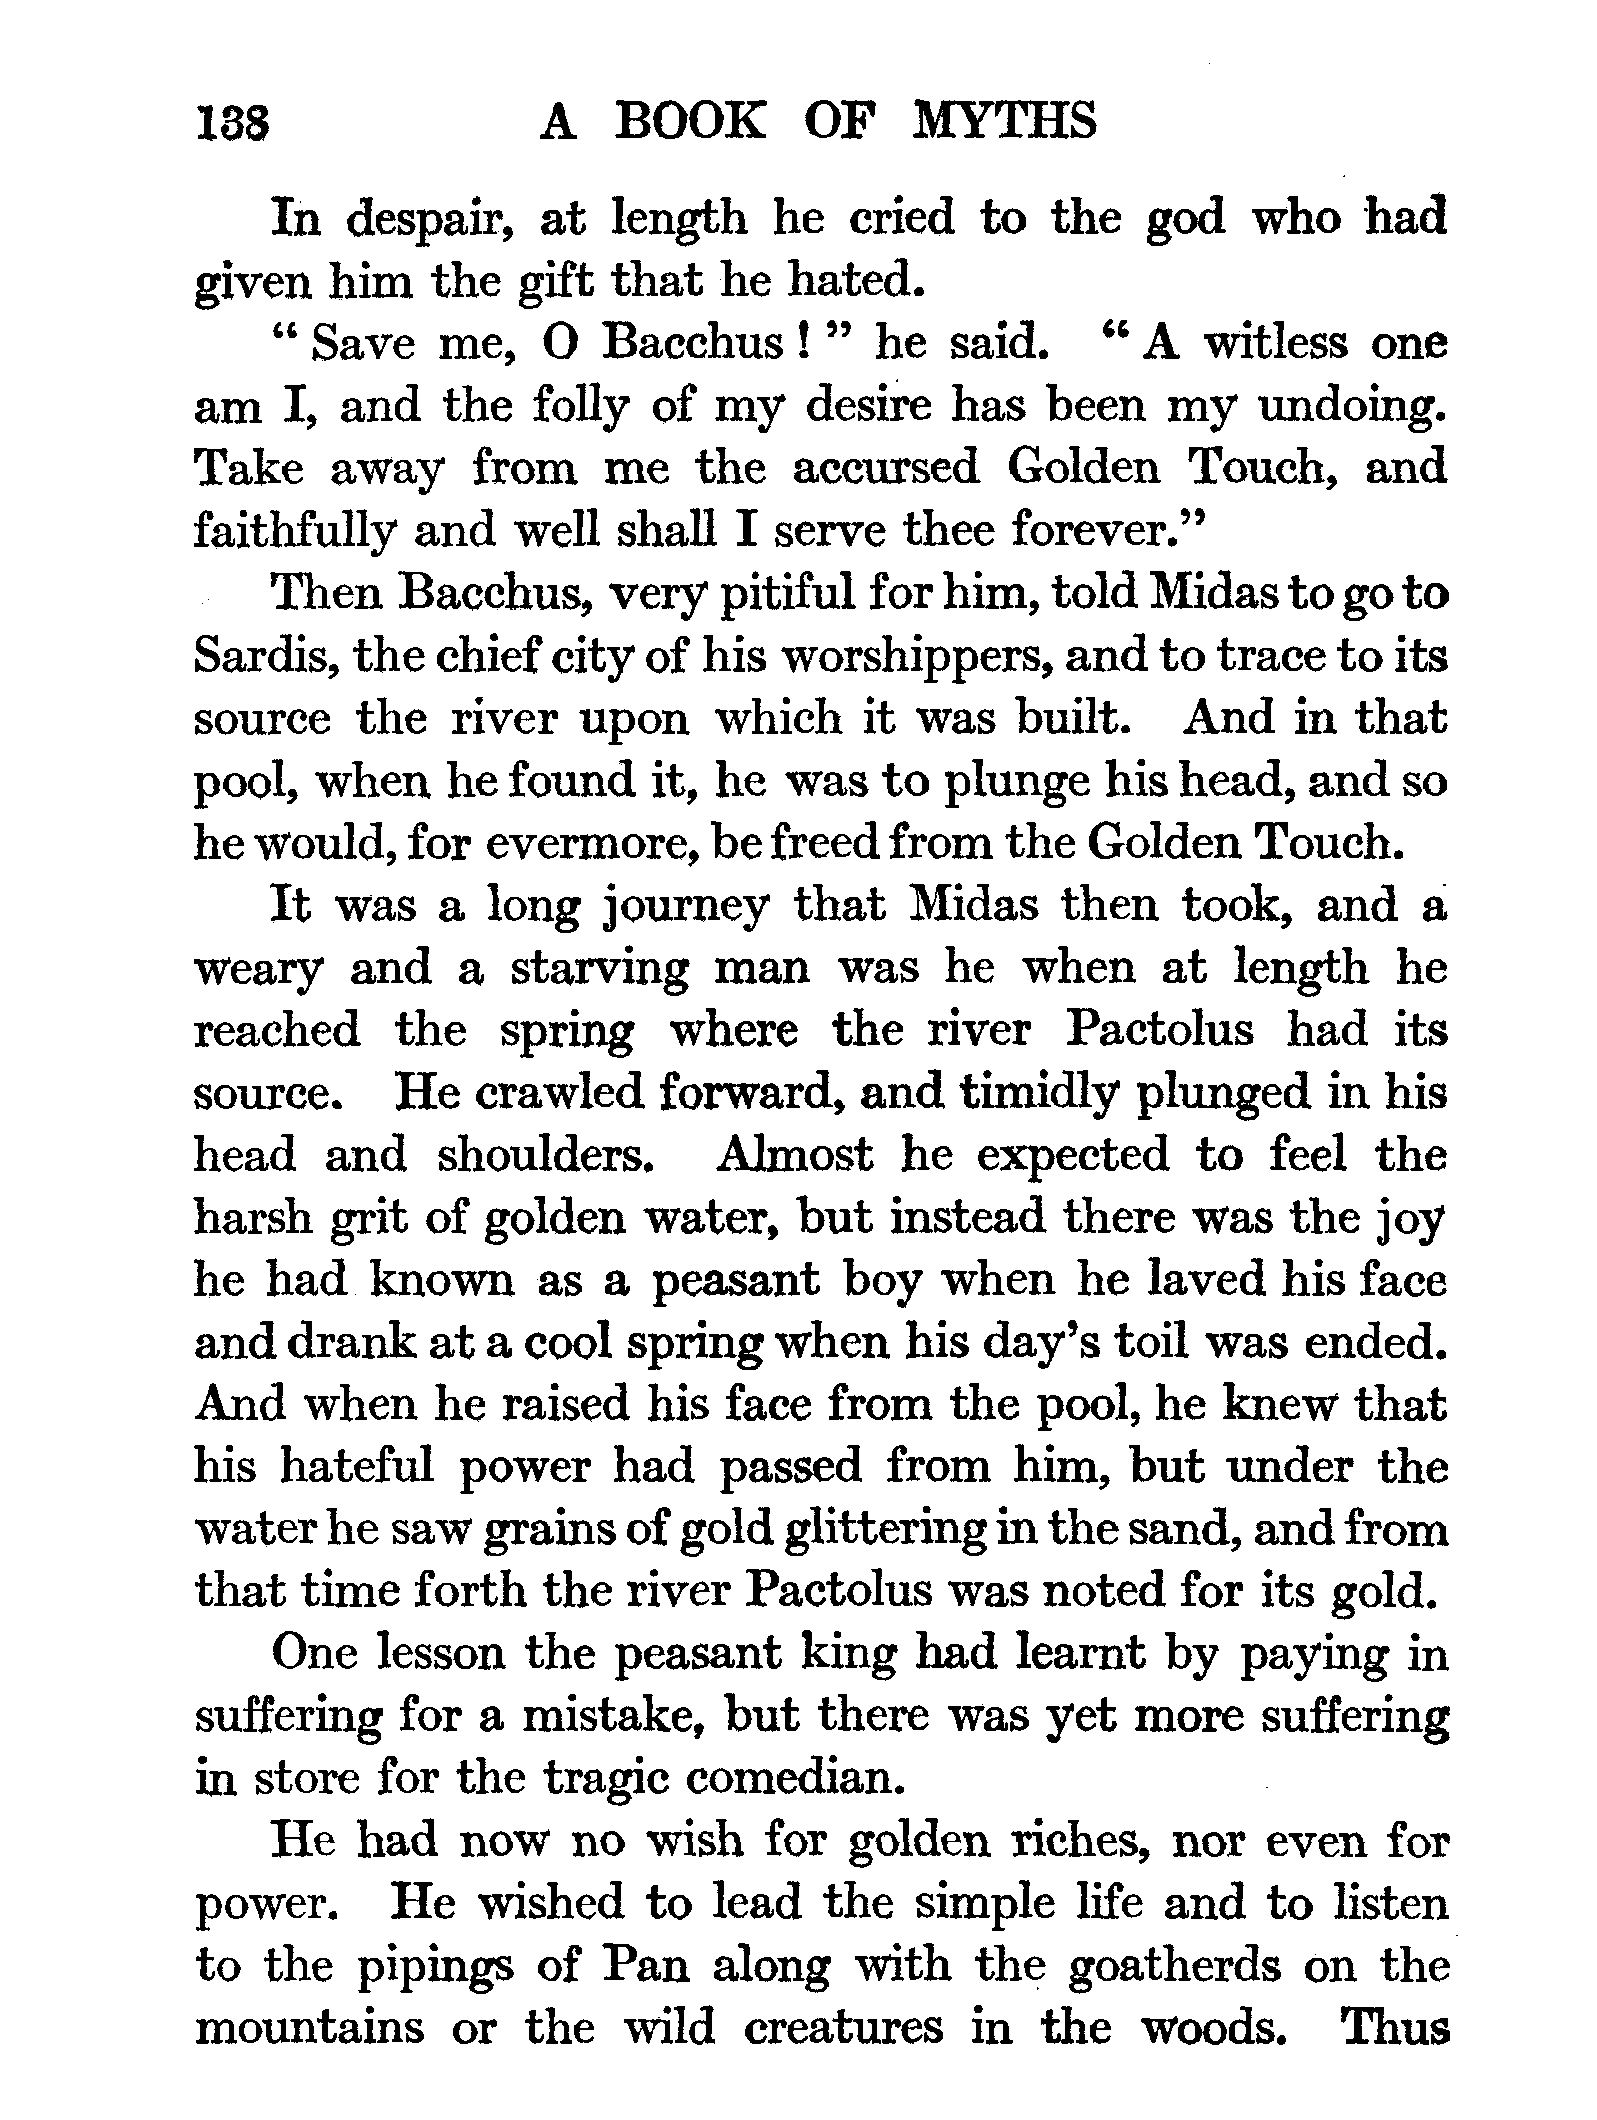 138 A BOOK OF MYTHS
In despair, at length he cried to the god who had
given him the gift that he hated.
“ Save me, O Bacchus ! ” he said. “ A witless one
am I, and the folly of my desire has been my undoing.
Take away from me the accursed Golden Touch, and
faithfully and well shall I serve thee forever.”
Then Bacchus, very pitiful for him, told Midas to go to
Sardis, the chief city of his worshippers, and to trace to its
source the river upon which it was built. And in that
pool, when he found it, he was to plunge his head, and so
he would, for evermore, be freed from the Golden Touch.
It was a long journey that Midas then took, and a
weary and a starving man was he when at length he
reached the spring where the river Pactolus had its
source. He crawled forward, and timidly plunged in his
head and shoulders. Almost he expected to feel the
harsh grit of golden water, but instead there was the joy
he had known as a peasant boy when he laved his face
and drank at a cool spring when his day’s toil was ended.
And when he raised his face from the pool, he knew that
his hateful power had passed from him, but under the
water he saw grains of gold glittering in the sand, and from
that time forth the river Pactolus was noted for its gold.
One lesson the peasant king had learnt by paying in
suffering for a mistake, but there was yet more suffering
in store for the tragic comedian.
He had now no wish for golden riches, nor even for
power. He wished to lead the simple life and to listen
to the pipings of Pan along with the goatherds on the
mountains or the wild creatures in the woods. Thus